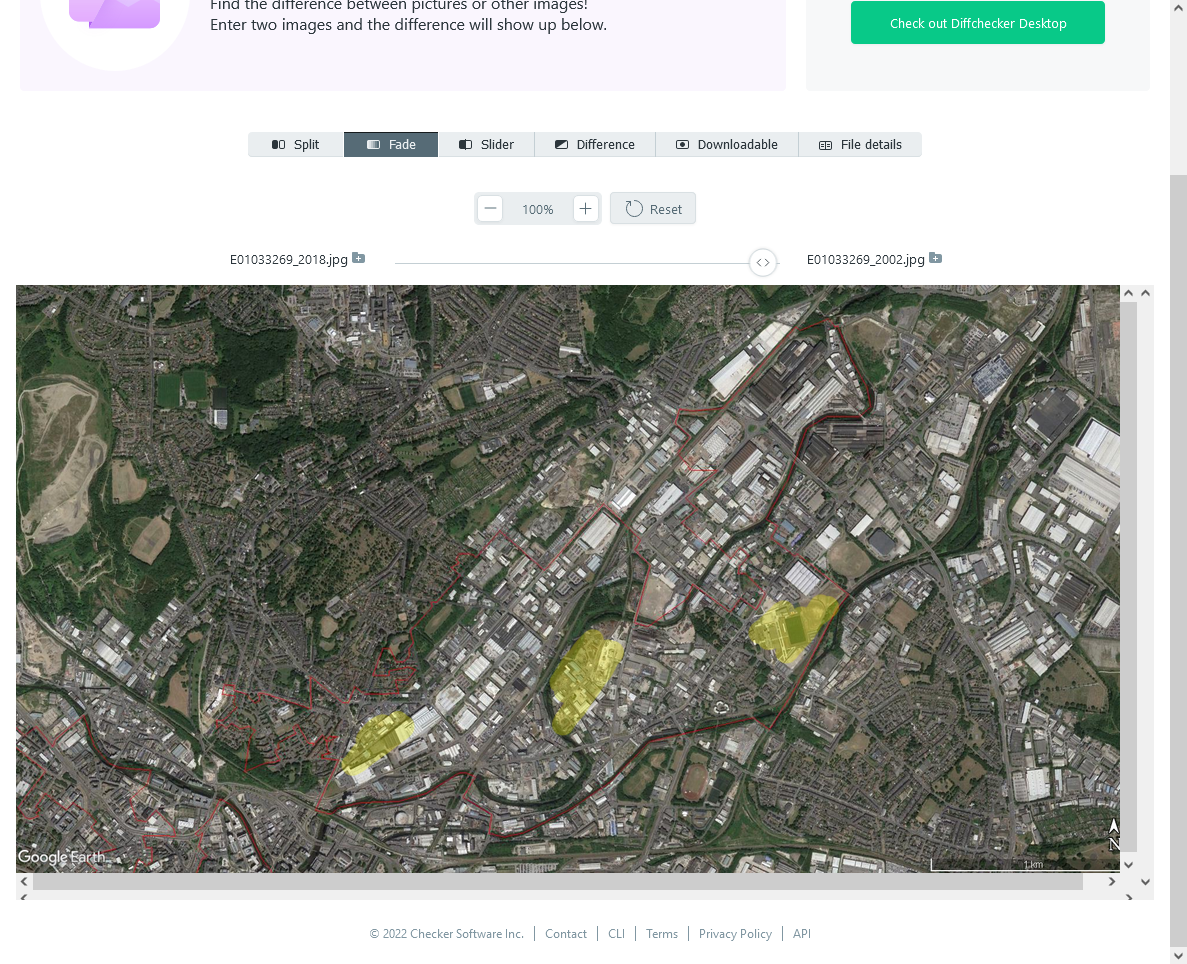 Find the difference between pictures or other images!
Enter two images and the difference will show up below.
Check out Diffchecker Desktop
Split Fade Slider Difference Downloadable File details
100% Reset
E01033269_2018.jpg E01033269_2002.jpg
N
Google Earth
1 km
© 2022 Checker Software Inc. Contact CLI Terms Privacy Policy API